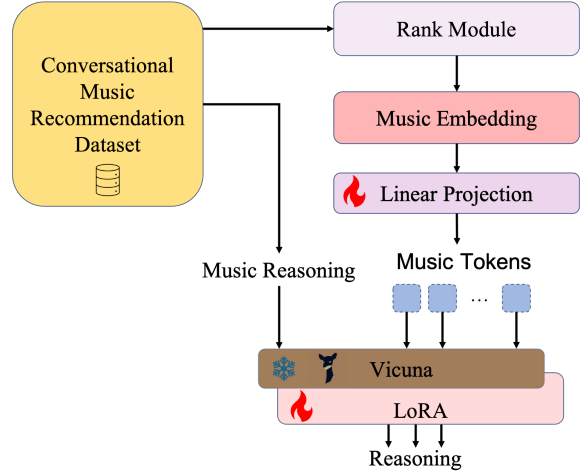 Conversational
Music
Recommendation
Dataset
Rank Module
Music Embedding
Linear Projection
Music Reasoning
Music Tokens
...
Vicuna
LoRA
Reasoning